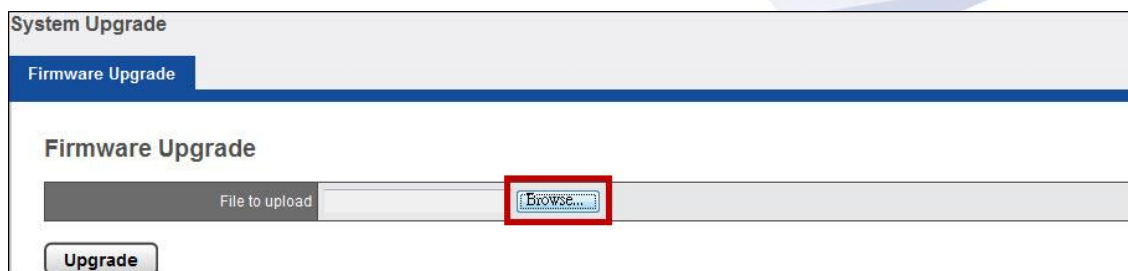 System Upgrade
Firmware Upgrade
Firmware Upgrade
File to upload Browse...
Upgrade